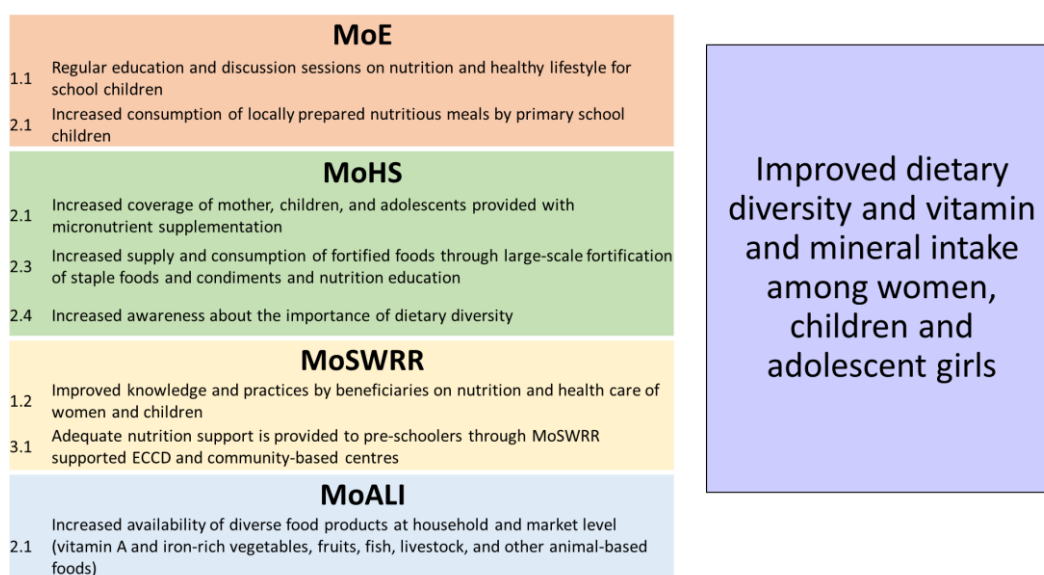 MoE
1.1 Regular education and discussion sessions on nutrition and healthy lifestyle for
school children
2.1 Increased consumption of locally prepared nutritious meals by primary school
children
MoHS
2.1 Increased coverage of mother, children, and adolescents provided with
micronutrient supplementation
2.3 Increased supply and consumption of fortified foods through large-scale fortification
of staple foods and condiments and nutrition education
2.4 Increased awareness about the importance of dietary diversity
MoSWRR
1.2 Improved knowledge and practices by beneficiaries on nutrition and health care of
women and children
3.1 Adequate nutrition support is provided to pre-schoolers through MoSWRR
supported ECCD and community-based centres
MoALI
2.1 Increased availability of diverse food products at household and market level
(vitamin A and iron-rich vegetables, fruits, fish, livestock, and other animal-based
foods)
Improved dietary
diversity and vitamin
and mineral intake
among women,
children and
adolescent girls